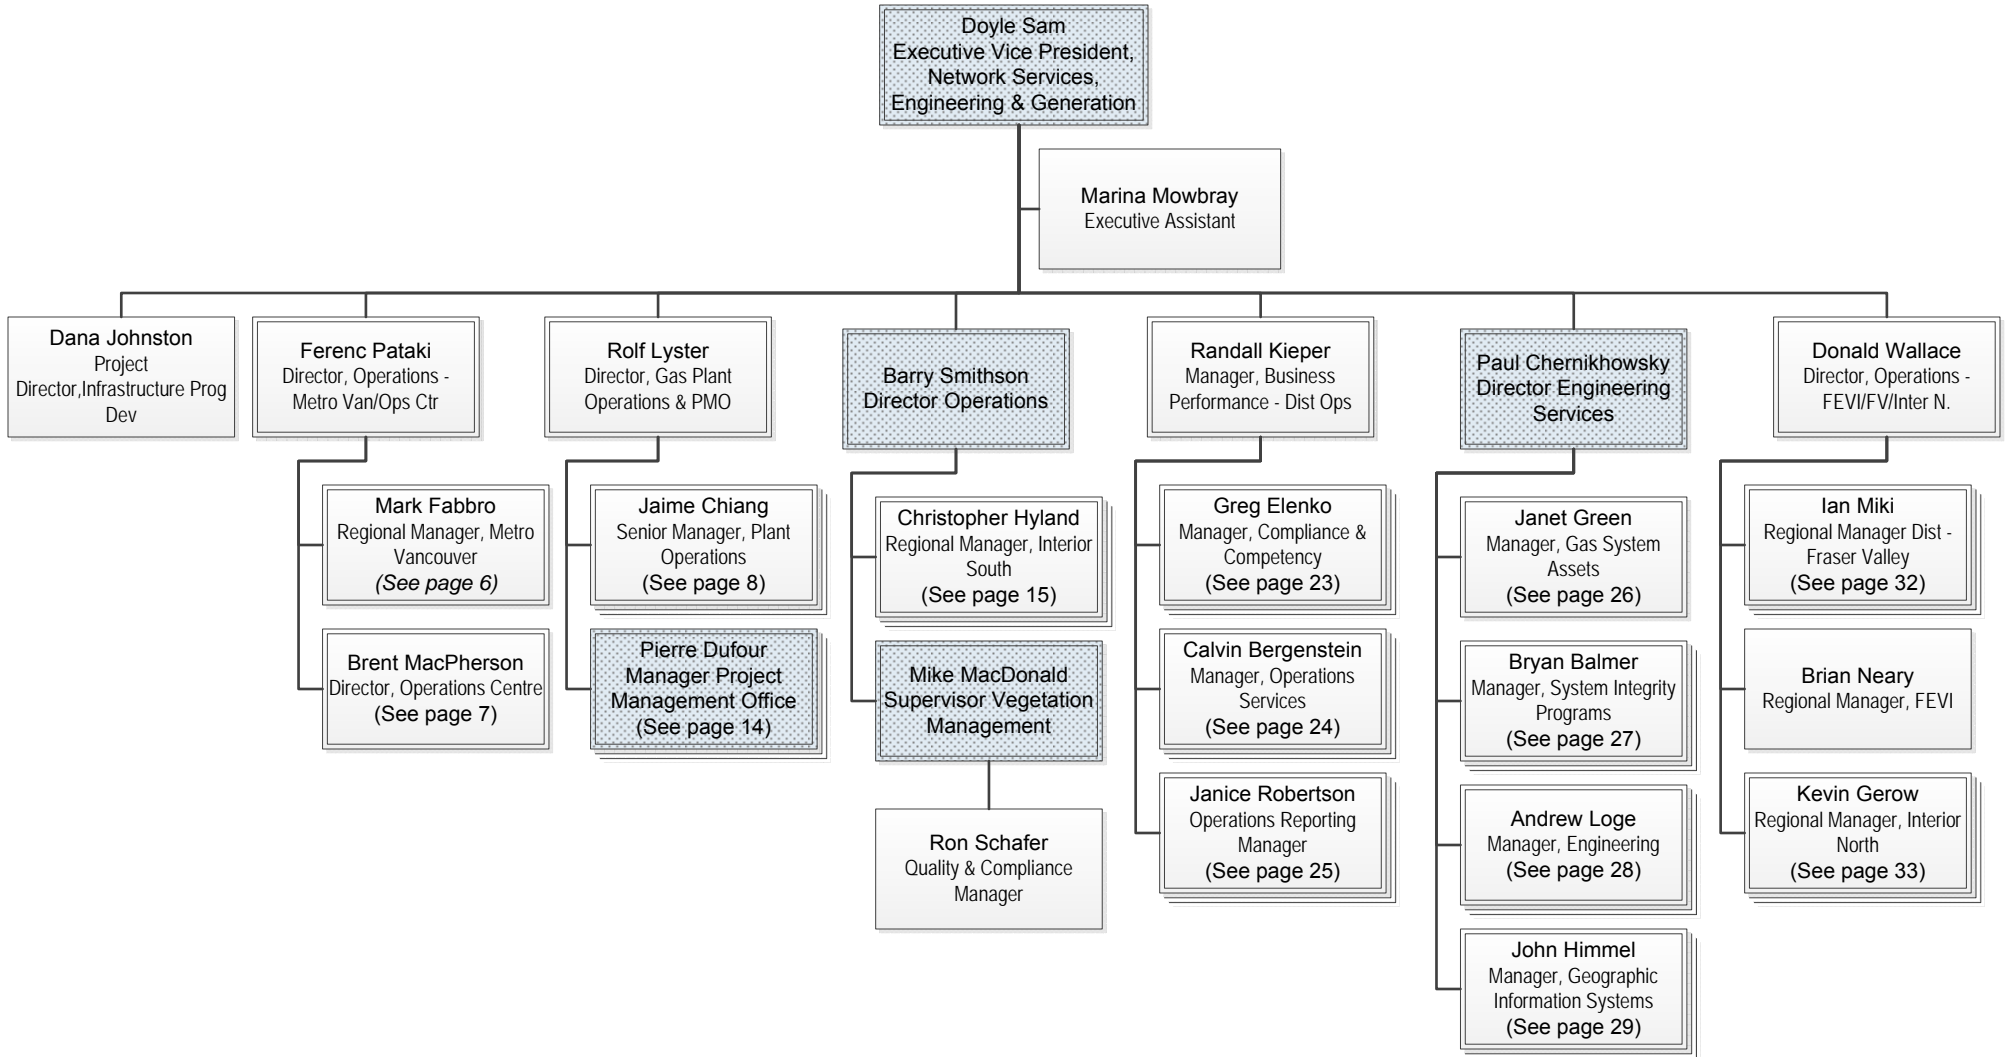 Doyle Sam
Executive Vice President,
Network Services,
Engineering & Generation
Marina Mowbray
Executive Assistant
Dana Johnston
Project
Director,Infrastructure Prog
Dev
Ferenc Pataki
Director, Operations -
Metro Van/Ops Ctr
Mark Fabbro
Regional Manager, Metro
Vancouver
(See page 6)
Brent MacPherson
Director, Operations Centre
(See page 7)
Rolf Lyster
Director, Gas Plant
Operations & PMO
Jaime Chiang
Senior Manager, Plant
Operations
(See page 8)
Pierre Dufour
Manager Project
Management Office
(See page 14)
Barry Smithson
Director Operations
Christopher Hyland
Regional Manager, Interior
South
(See page 15)
Mike MacDonald
Supervisor Vegetation
Management
Ron Schafer
Quality & Compliance
Manager
Randall Kieper
Manager, Business
Performance - Dist Ops
Greg Elenko
Manager, Compliance &
Competency
(See page 23)
Calvin Bergenstein
Manager, Operations
Services
(See page 24)
Janice Robertson
Operations Reporting
Manager
(See page 25)
Paul Chernikhowsky
Director Engineering
Services
Janet Green
Manager, Gas System
Assets
(See page 26)
Bryan Balmer
Manager, System Integrity
Programs
(See page 27)
Andrew Loge
Manager, Engineering
(See page 28)
John Himmel
Manager, Geographic
Information Systems
(See page 29)
Donald Wallace
Director, Operations -
FEVI/FV/Inter N.
Ian Miki
Regional Manager Dist -
Fraser Valley
(See page 32)
Brian Neary
Regional Manager, FEVI
Kevin Gerow
Regional Manager, Interior
North
(See page 33)